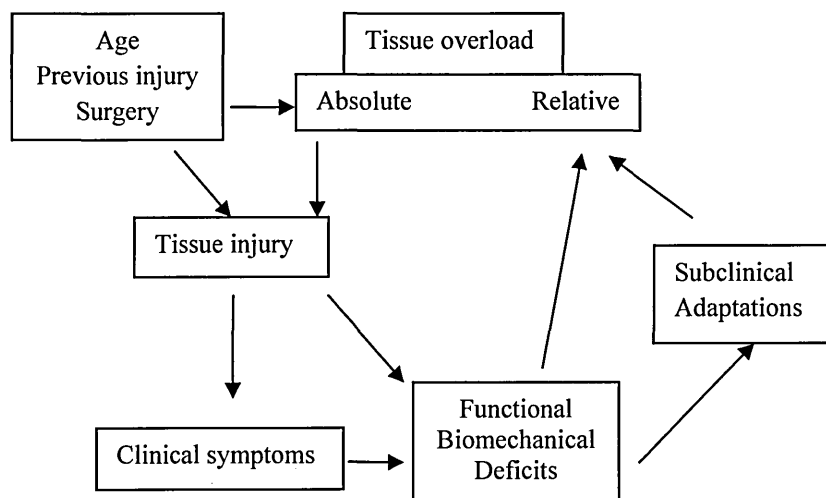 Age
Previous injury
Surgery
Tissue overload
Absolute Relative
Tissue injury
Subclinical
Adaptations
Clinical symptoms
Functional
Biomechanical
Deficits